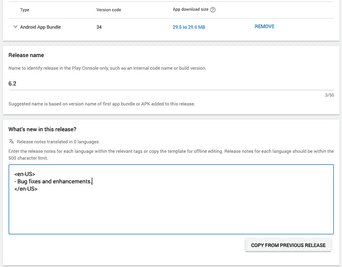 Type
Version code
App download size
Android App Bundle
34
29.0 to 29.6 MB
REMOVE
Release name
Name to identify release in the Play Console only, such as an internal code name or build version.
6.2
3/50
Suggested name is based on version name of first app bundle or APK added to this release.
What's new in this release?
Release notes translated in 0 languages
Enter the release notes for each language within the relevant tags or copy the template for offline editing. Release notes for each language should be within the
500 character limit.
<en-US>
- Bug fixes and enhancements.
</en-US>
COPY FROM PREVIOUS RELEASE